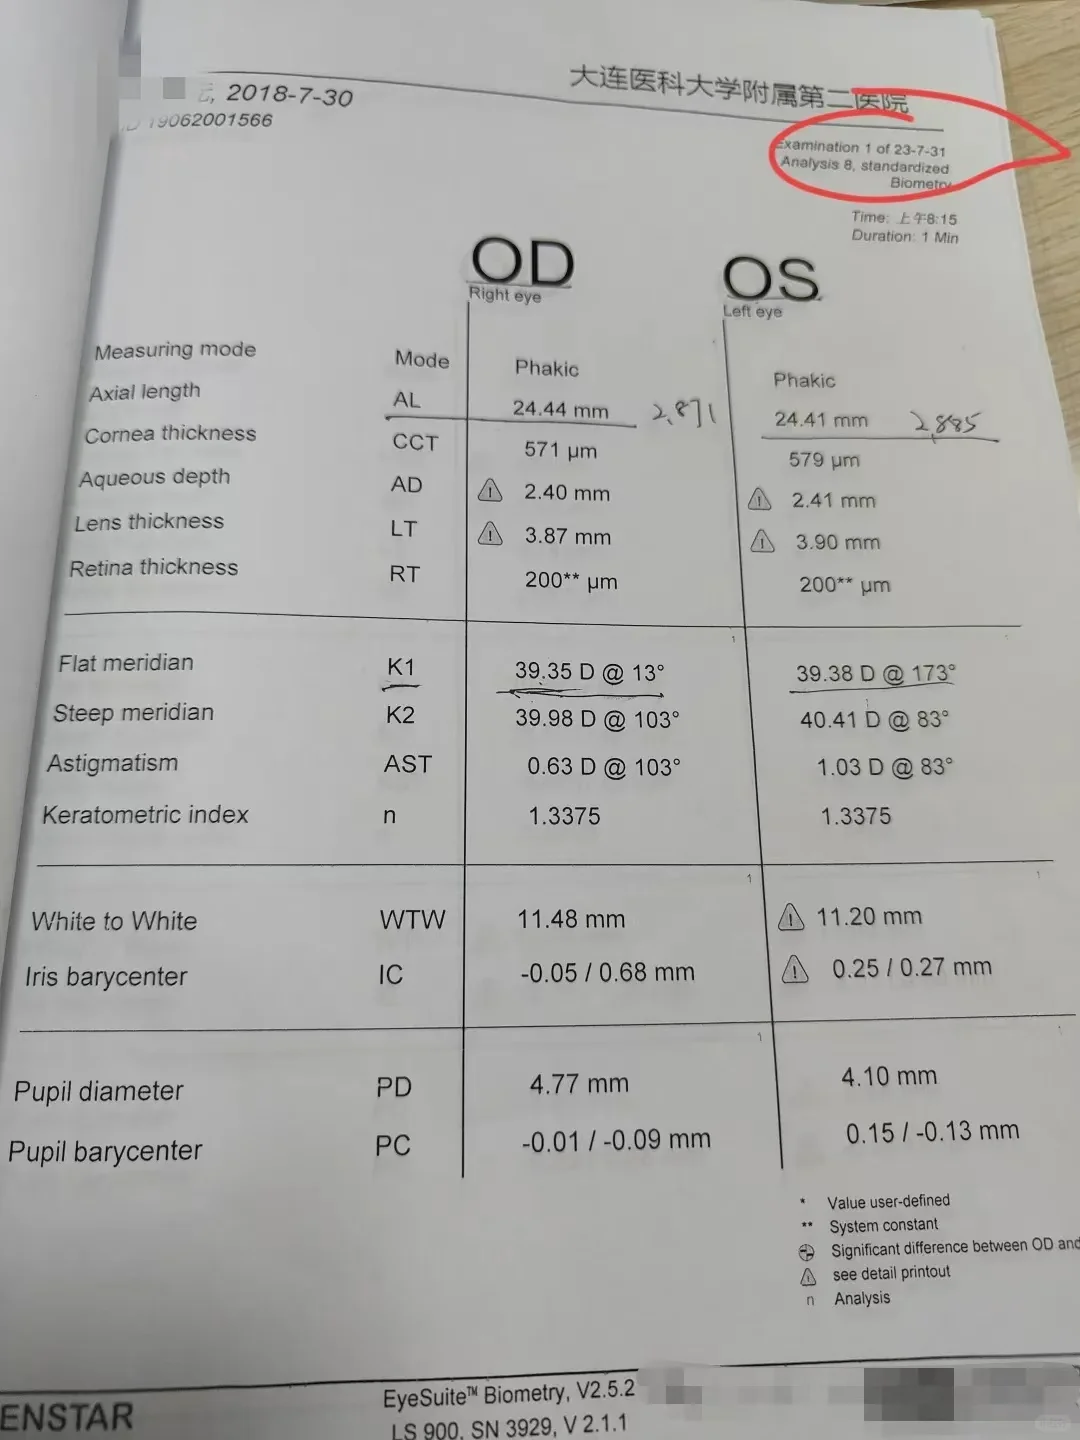 2018-7-30
大连医科大学附属第二医院
19062001566
Examination 1 of 23-7-31
Analysis 8, standardized
Biometry
Time: 上午8:15
Duration: 1 Min
OD OS
Right eye Left eye
Measuring mode Mode Phakic Phakic
Axial length AL 24.44 mm 2.871 24.41 mm 2.885
Cornea thickness CCT 571 µm 579 µm
Aqueous depth AD 2.40 mm 2.41 mm
Lens thickness LT 3.87 mm 3.90 mm
Retina thickness RT 200** µm 200** µm
1
Flat meridian K1 39.35 D @ 13° 39.38 D @ 173°
Steep meridian K2 39.98 D @ 103° 40.41 D @ 83°
Astigmatism AST 0.63 D @ 103° 1.03 D @ 83°
Keratometric index n 1.3375 1.3375
1 1
White to White WTW 11.48 mm 11.20 mm
Iris barycenter IC -0.05 / 0.68 mm 0.25 / 0.27 mm
1 1
Pupil diameter PD 4.77 mm 4.10 mm
Pupil barycenter PC -0.01 / -0.09 mm 0.15 / -0.13 mm
* Value user-defined
** System constant
Significant difference between OD and
see detail printout
n Analysis
ENSTAR
EyeSuite™ Biometry, V2.5.2
LS 900, SN 3929, V 2.1.1